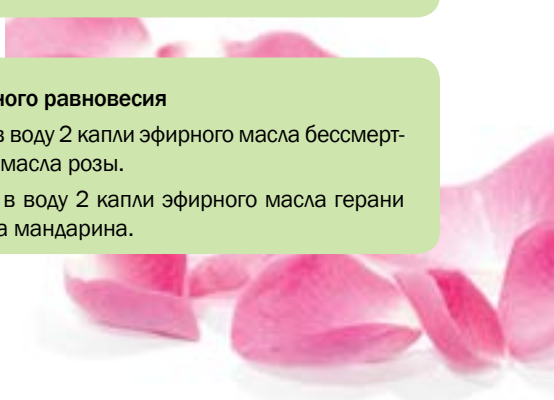 ного равновесия
в воду 2 капли эфирного масла бессмерт-
масла розы.
в воду 2 капли эфирного масла герани
а мандарина.